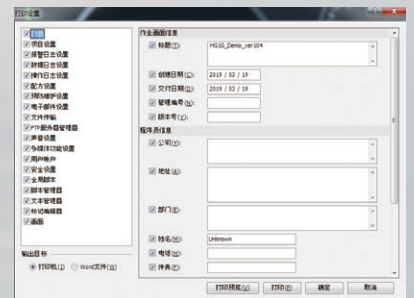 打印设置
封面
项目设置
报警日志设置
数据日志设置
操作日志设置
配方设置
预防维护设置
电子邮件设置
文件传输
FTP服务器管理器
声音设置
多媒体功能设置
用户帐户
安全设置
全局脚本
脚本管理器
文本管理器
标记编辑器
画面
输出目标
打印机(I)
Word文件(W)
作业画面信息
标题(T):
HG1G_Demo_ver104
创建日期(C):
2019 / 03 / 19
交付日期(D):
2019 / 03 / 19
管理编号(N):
版本号(V):
程序员信息
公司(Y):
地址(A):
部门(E):
姓名(M):
Unknown
电话(L):
传真(X):
打印预览(V)
打印(P)
确定
取消